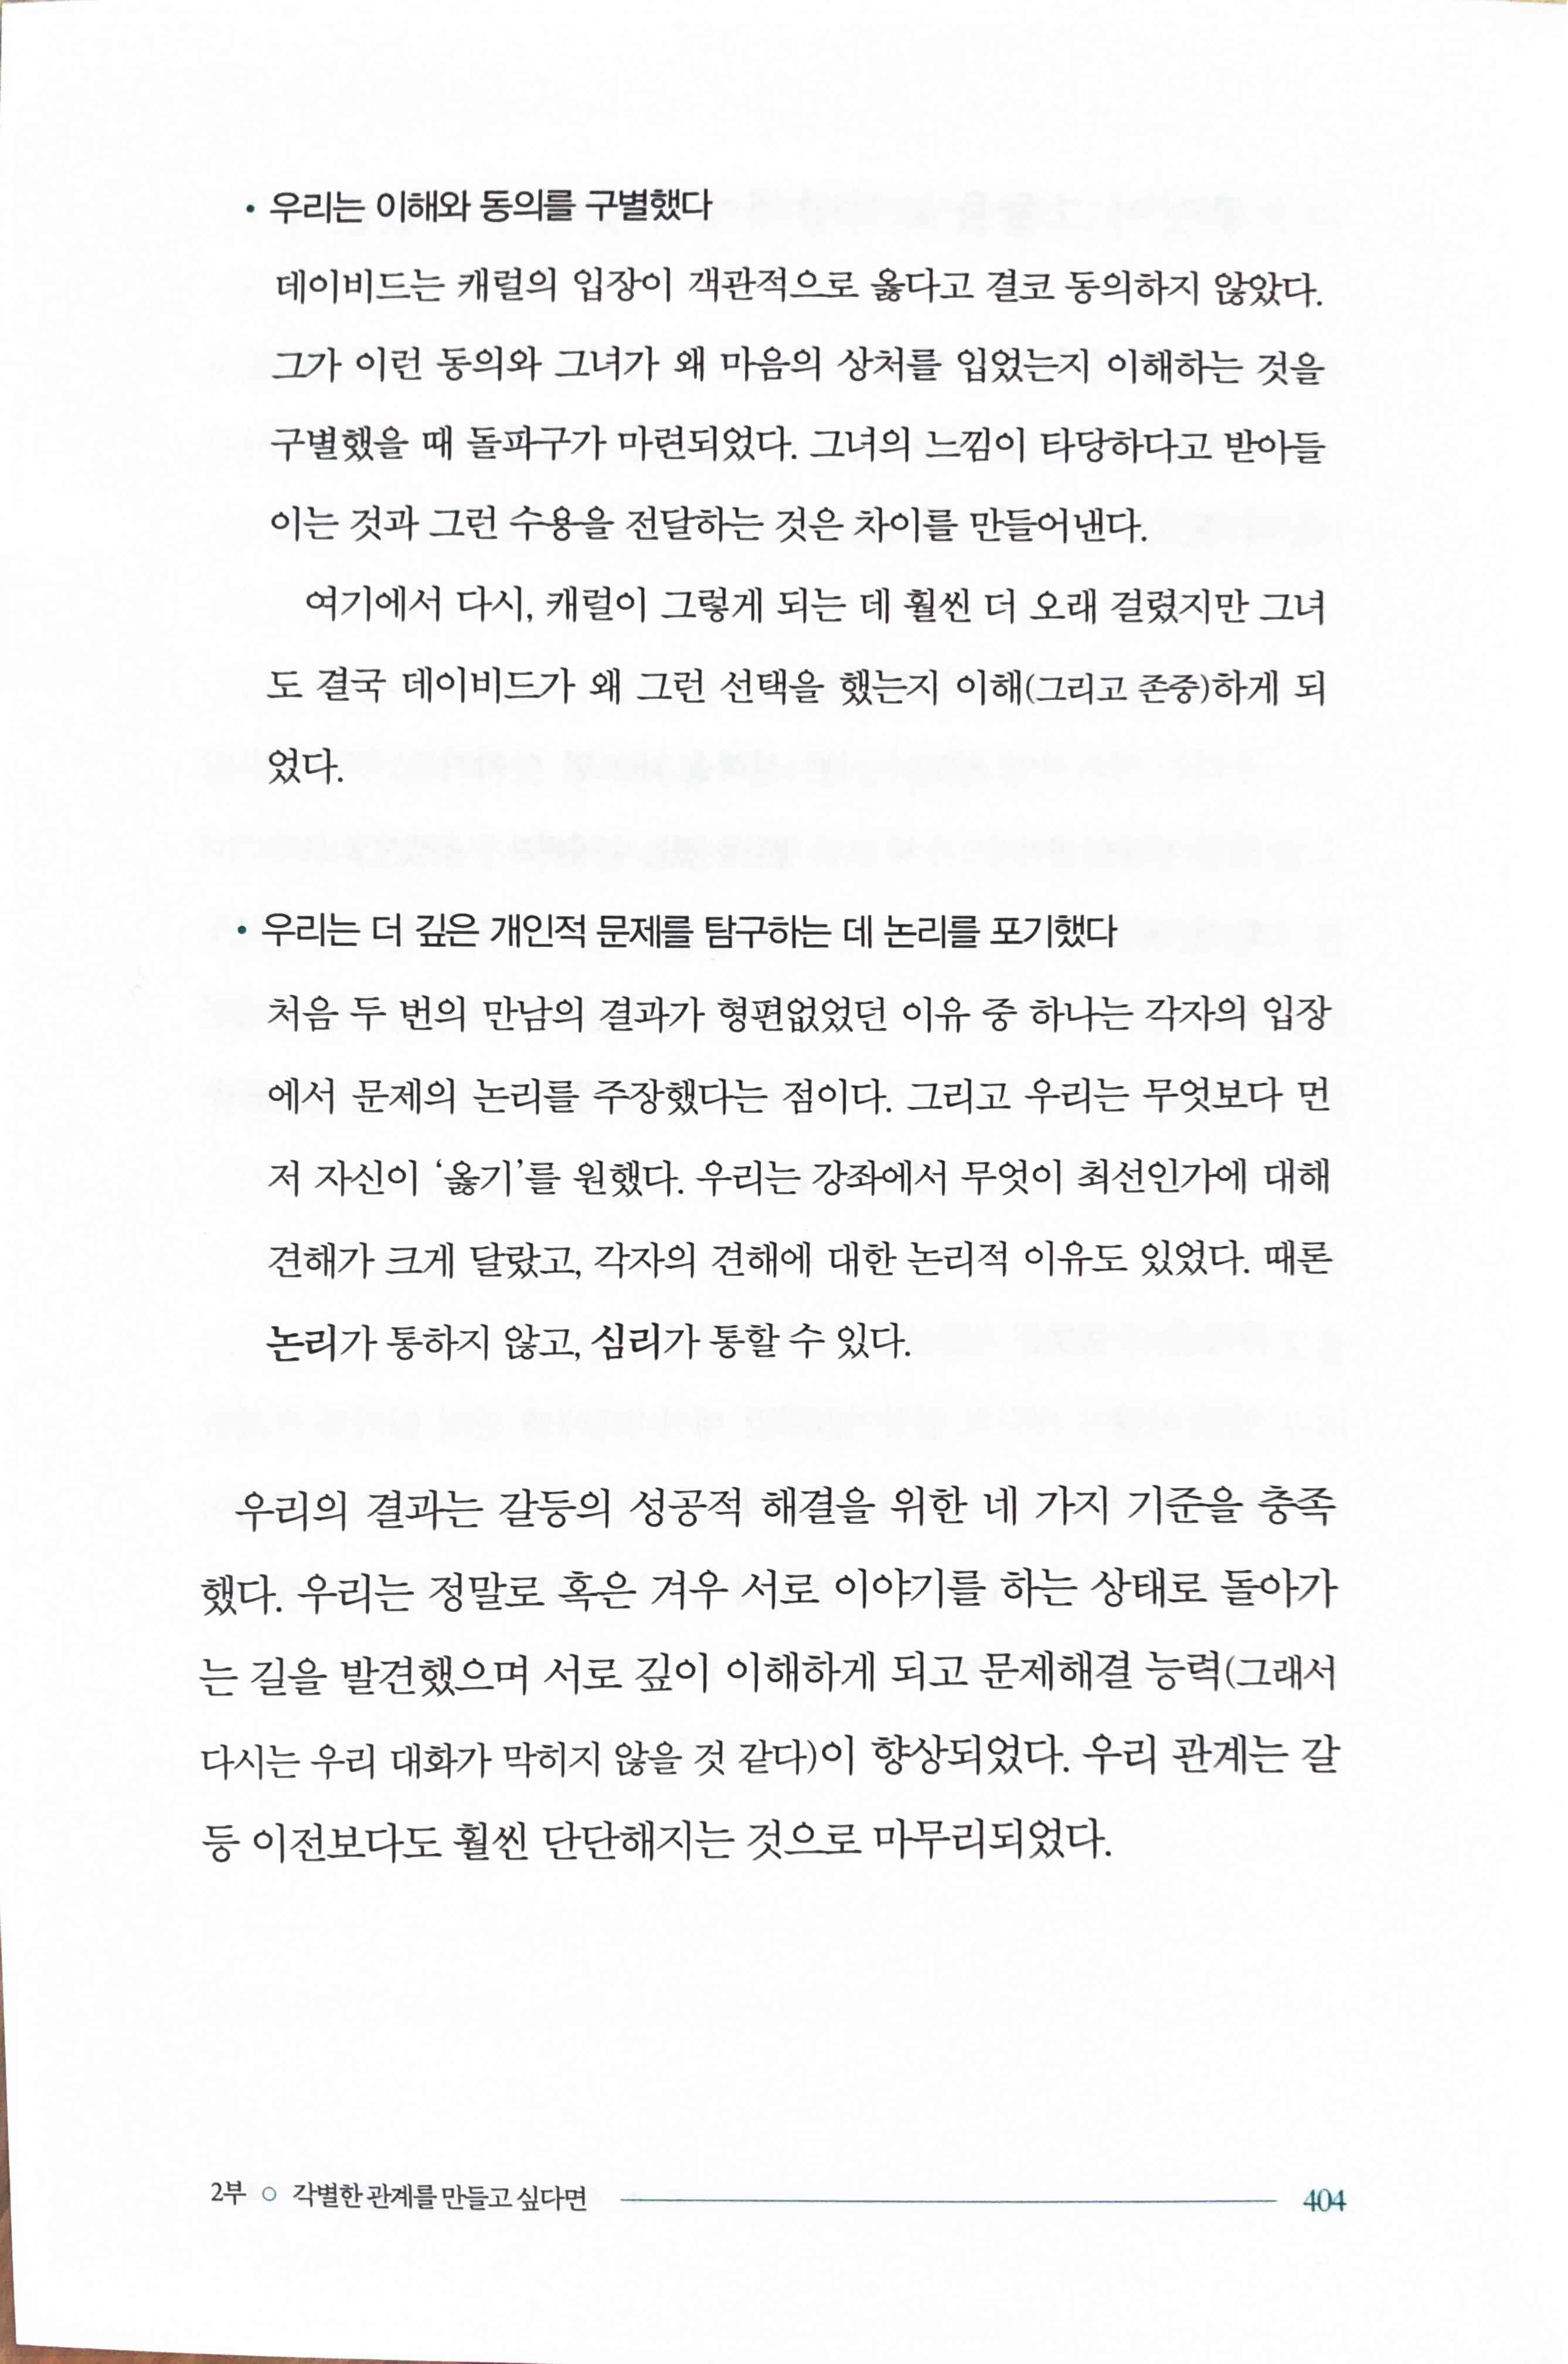 • 우리는 이해와 동의를 구별했다
데이비드는 캐럴의 입장이 객관적으로 옳다고 결코 동의하지 않았다.
그가 이런 동의와 그녀가 왜 마음의 상처를 입었는지 이해하는 것을
구별했을 때 돌파구가 마련되었다. 그녀의 느낌이 타당하다고 받아들
이는 것과 그런 수용을 전달하는 것은 차이를 만들어낸다.
여기에서 다시, 캐럴이 그렇게 되는 데 훨씬 더 오래 걸렸지만 그녀
도 결국 데이비드가 왜 그런 선택을 했는지 이해(그리고 존중)하게 되
었다.
• 우리는 더 깊은 개인적 문제를 탐구하는 데 논리를 포기했다
처음 두 번의 만남의 결과가 형편없었던 이유 중 하나는 각자의 입장
에서 문제의 논리를 주장했다는 점이다. 그리고 우리는 무엇보다 먼
저 자신이 ‘옳기’를 원했다. 우리는 강좌에서 무엇이 최선인가에 대해
견해가 크게 달랐고, 각자의 견해에 대한 논리적 이유도 있었다. 때론
논리가 통하지 않고, 심리가 통할 수 있다.
우리의 결과는 갈등의 성공적 해결을 위한 네 가지 기준을 충족
했다. 우리는 정말로 혹은 겨우 서로 이야기를 하는 상태로 돌아가
는 길을 발견했으며 서로 깊이 이해하게 되고 문제해결 능력(그래서
다시는 우리 대화가 막히지 않을 것 같다)이 향상되었다. 우리 관계는 갈
등 이전보다도 훨씬 단단해지는 것으로 마무리되었다.
2부 ○ 각별한 관계를 만들고 싶다면 404